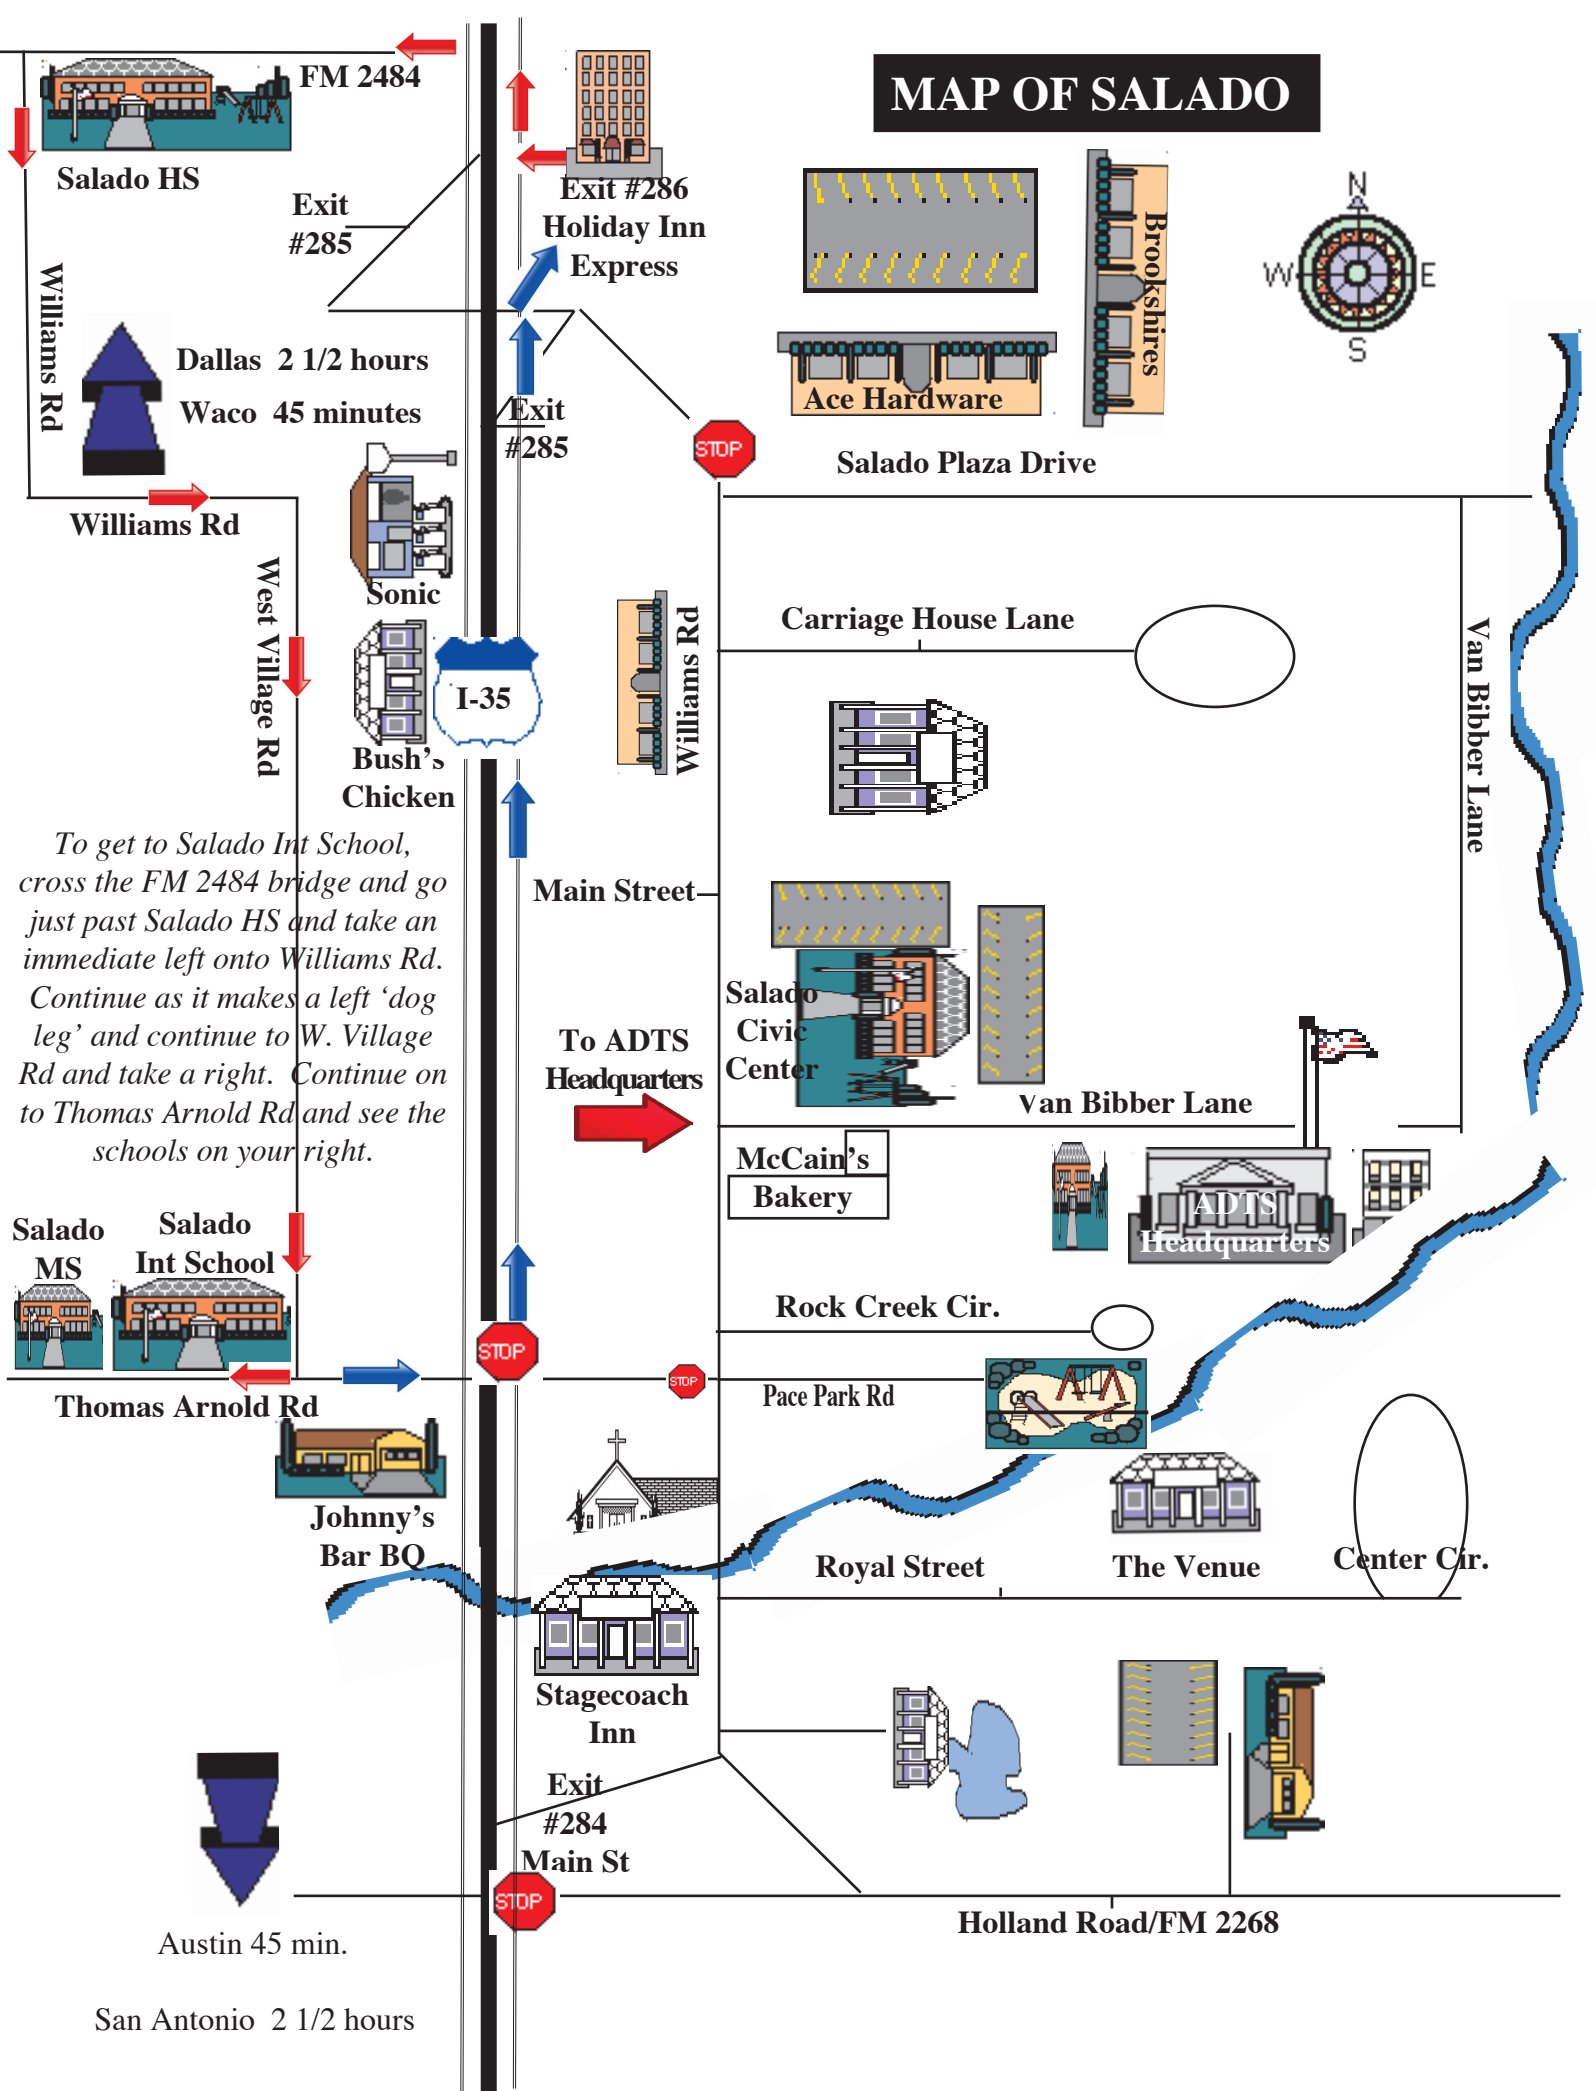 MAP OF SALADO
FM 2484
Salado HS
Exit
#285
Exit #286
Holiday Inn
Express
Brookshires
N
W
E
S
Williams Rd
Dallas 2 1/2 hours
Waco 45 minutes
Ace Hardware
Exit
#285
STOP
Salado Plaza Drive
Williams Rd
Sonic
West Village Rd
I-35
Williams Rd
Carriage House Lane
Van Bibber Lane
Bush's
Chicken
To get to Salado Int School,
cross the FM 2484 bridge and go
just past Salado HS and take an
immediate left onto Williams Rd.
Continue as it makes a left ‘dog
leg’ and continue to W. Village
Rd and take a right. Continue on
to Thomas Arnold Rd and see the
schools on your right.
Main Street
Salado
Civic
Center
To ADTS
Headquarters
Van Bibber Lane
McCain's
Bakery
ADTS
Headquarters
Salado
MS
Salado
Int School
Rock Creek Cir.
STOP
STOP
Pace Park Rd
Thomas Arnold Rd
Johnny's
Bar BQ
Royal Street
The Venue
Center Cir.
Stagecoach
Inn
Exit
#284
Main St
STOP
Holland Road/FM 2268
Austin 45 min.
San Antonio 2 1/2 hours